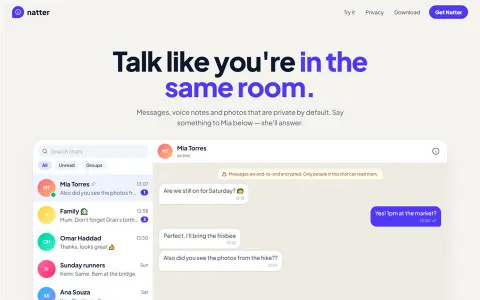 natter
Try it
Privacy
Download
Get Natter
Talk like you're in the
same room.
Messages, voice notes and photos that are private by default. Say
something to Mia below — she'll answer.
Search chats
All
Unread
Groups
MT
Mia Torres
13:07
Also did you see the photos fr…
1
Family 🏡
12:58
Mum: Don't forget Gran's birth…
3
OH
Omar Haddad
Thanks, looks great 🙌
Sunday runners
Sun
Kemi: Same. 8am at the bridge
AS
Ana Souza
Sat
MT
Mia Torres
online
Messages are end-to-end encrypted. Only people in this chat can read them.
Are we still on for Saturday? 🧑
Yes! 1pm at the market?
Perfect. I'll bring the frisbee
Also did you see the photos from the hike??